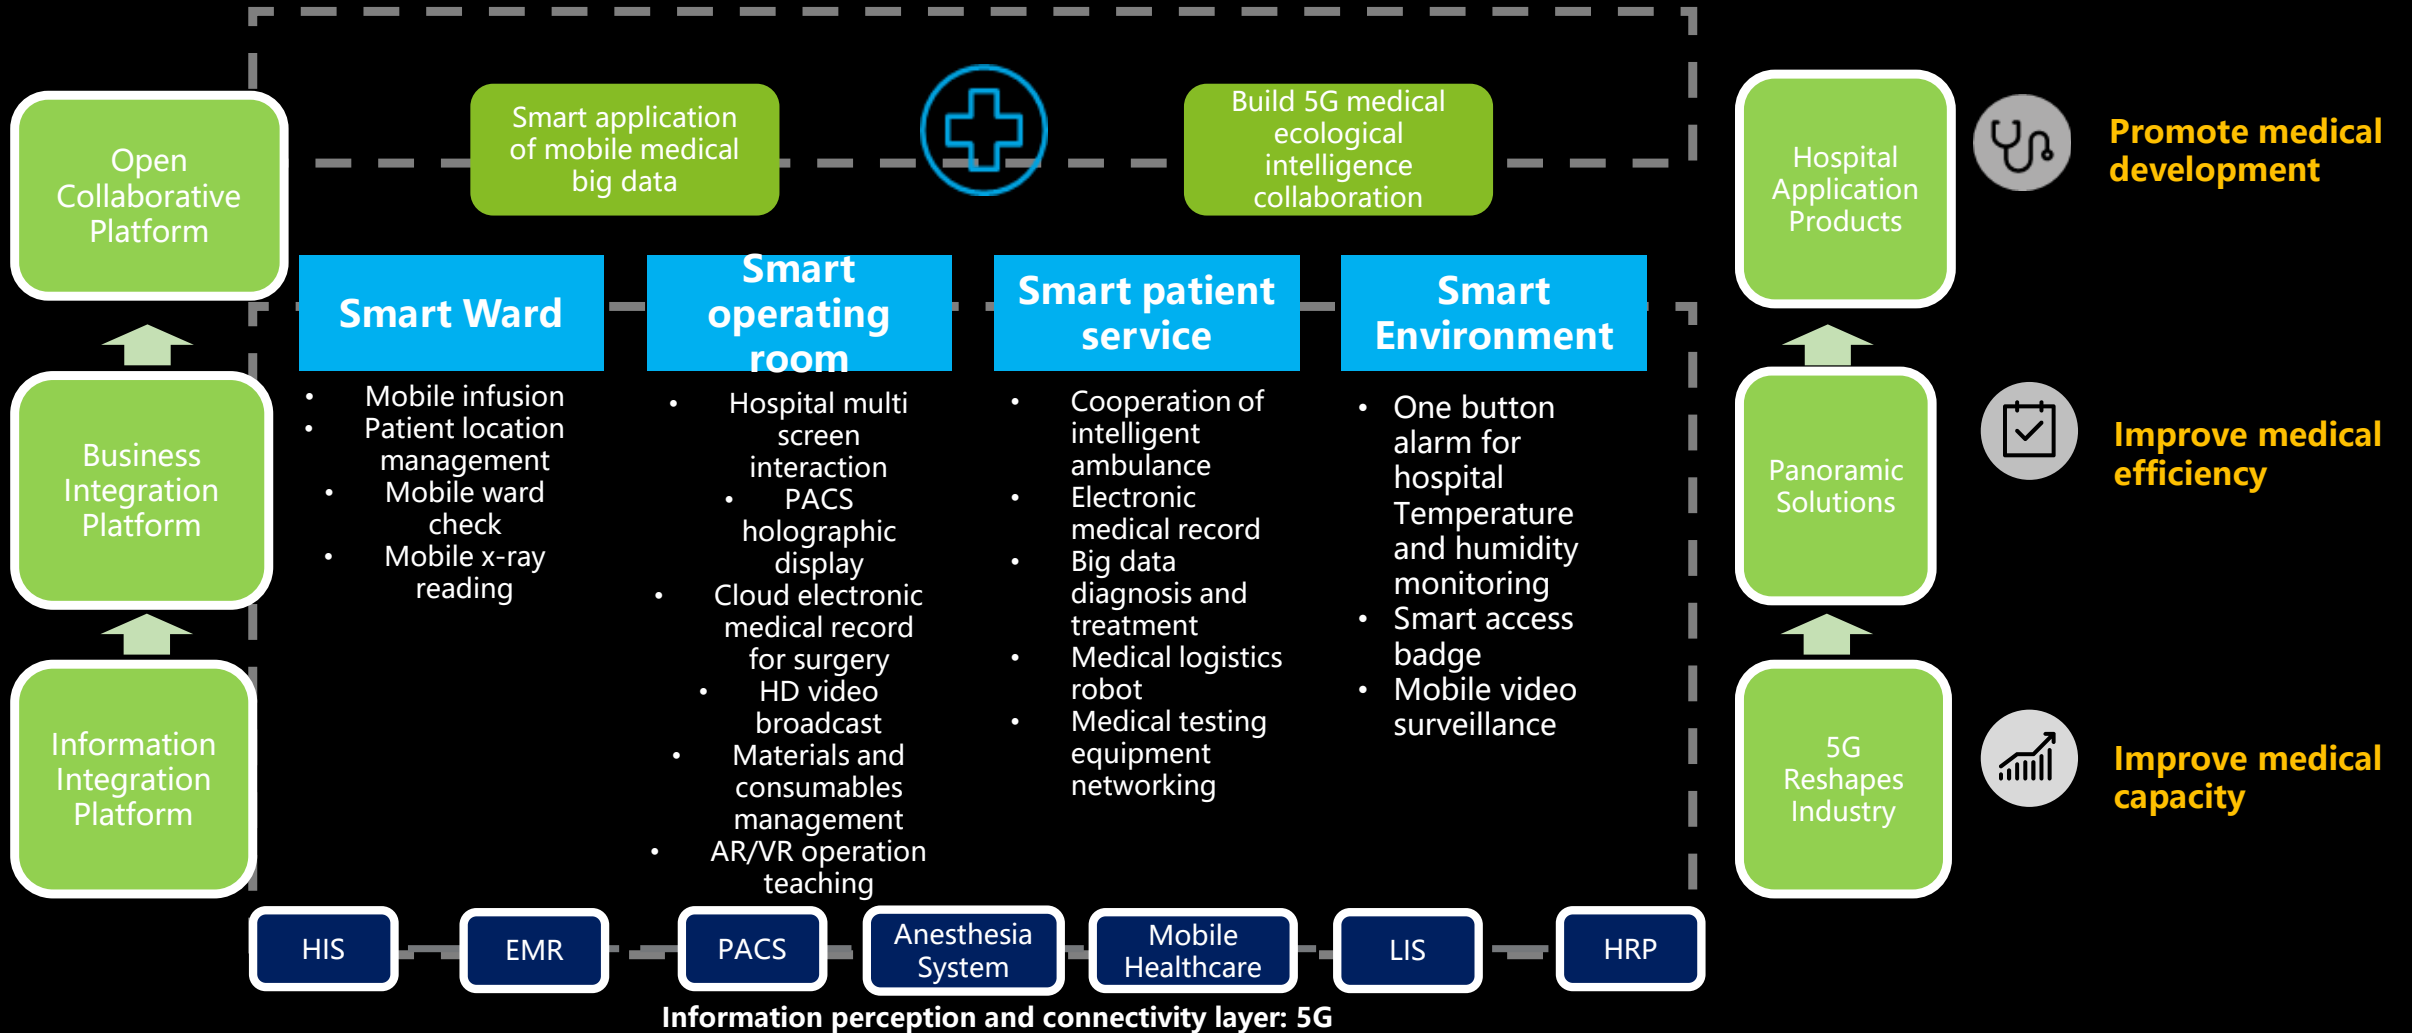 Open
Collaborative
Platform
Business
Integration
Platform
Information
Integration
Platform
Smart application
of mobile medical
big data
Build 5G medical
ecological
intelligence
collaboration
Smart Ward
• Mobile infusion
• Patient location
management
• Mobile ward
check
• Mobile x-ray
reading
Smart
operating
room
• Hospital multi
screen
interaction
• PACS
holographic
display
• Cloud electronic
medical record
for surgery
• HD video
broadcast
• Materials and
consumables
management
• AR/VR operation
teaching
Smart patient
service
• Cooperation of
intelligent
ambulance
• Electronic
medical record
• Big data
diagnosis and
treatment
• Medical logistics
robot
• Medical testing
equipment
networking
Smart
Environment
• One button
alarm for
hospital
Temperature
and humidity
monitoring
• Smart access
badge
• Mobile video
surveillance
HIS
EMR
PACS
Anesthesia
System
Mobile
Healthcare
LIS
HRP
Information perception and connectivity layer: 5G
Hospital
Application
Products
Panoramic
Solutions
5G
Reshapes
Industry
Promote medical
development
Improve medical
efficiency
Improve medical
capacity